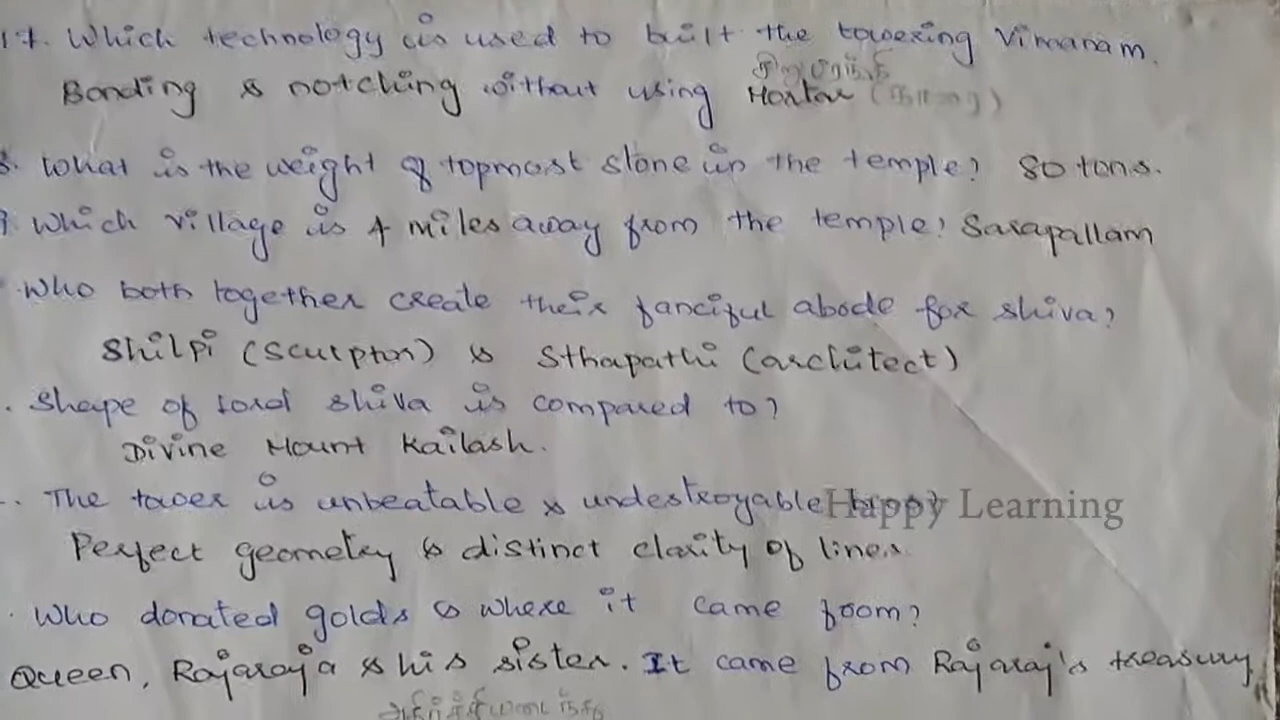 17. Which technology is used to built the towering Vimanam.
Bonding & notching without using Mortar
8. What is the weight of topmost stone in the temple? 80 tons.
9. Which village is 4 miles away from the temple? Sarapallam
Who both together create their fanciful abode for shiva?
Shilpi (Sculptor) & Sthapathi (architect)
. Shape of Lord Shiva is compared to?
Divine Mount Kailash.
. The tower is unbeatable & undestroyable
Happy Learning
Perfect geometry & distinct clarity of lines.
. Who donated golds & where it came from?
Queen, Rajaraja & his sister. It came from Rajaraj's treasury